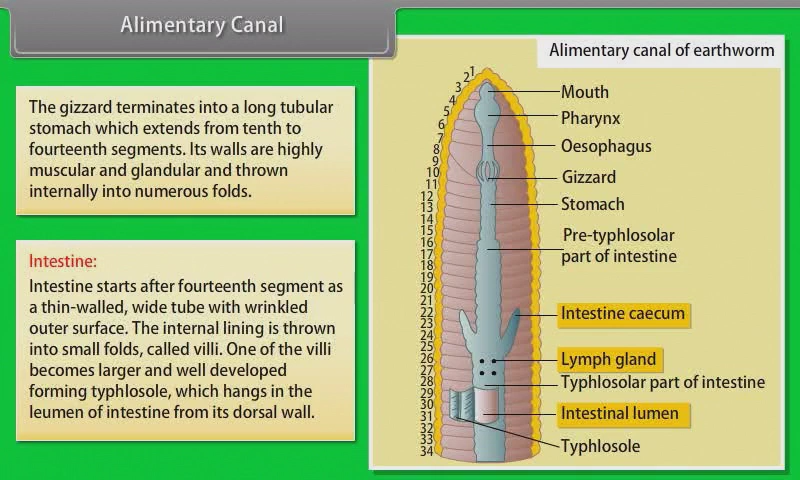 Alimentary Canal
The gizzard terminates into a long tubular
stomach which extends from tenth to
fourteenth segments. Its walls are highly
muscular and glandular and thrown
internally into numerous folds.
Intestine:
Intestine starts after fourteenth segment as
a thin-walled, wide tube with wrinkled
outer surface. The internal lining is thrown
into small folds, called villi. One of the villi
becomes larger and well developed
forming typhlosole, which hangs in the
leumen of intestine from its dorsal wall.
Alimentary canal of earthworm
1
2
3
4
5
6
7
8
9
10
11
12
13
14
15
16
17
18
19
20
21
22
23
24
25
26
27
28
29
30
31
32
33
34
Mouth
Pharynx
Oesophagus
Gizzard
Stomach
Pre-typhlosolar
part of intestine
Intestine caecum
Lymph gland
Typhlosolar part of intestine
Intestinal lumen
Typhlosole